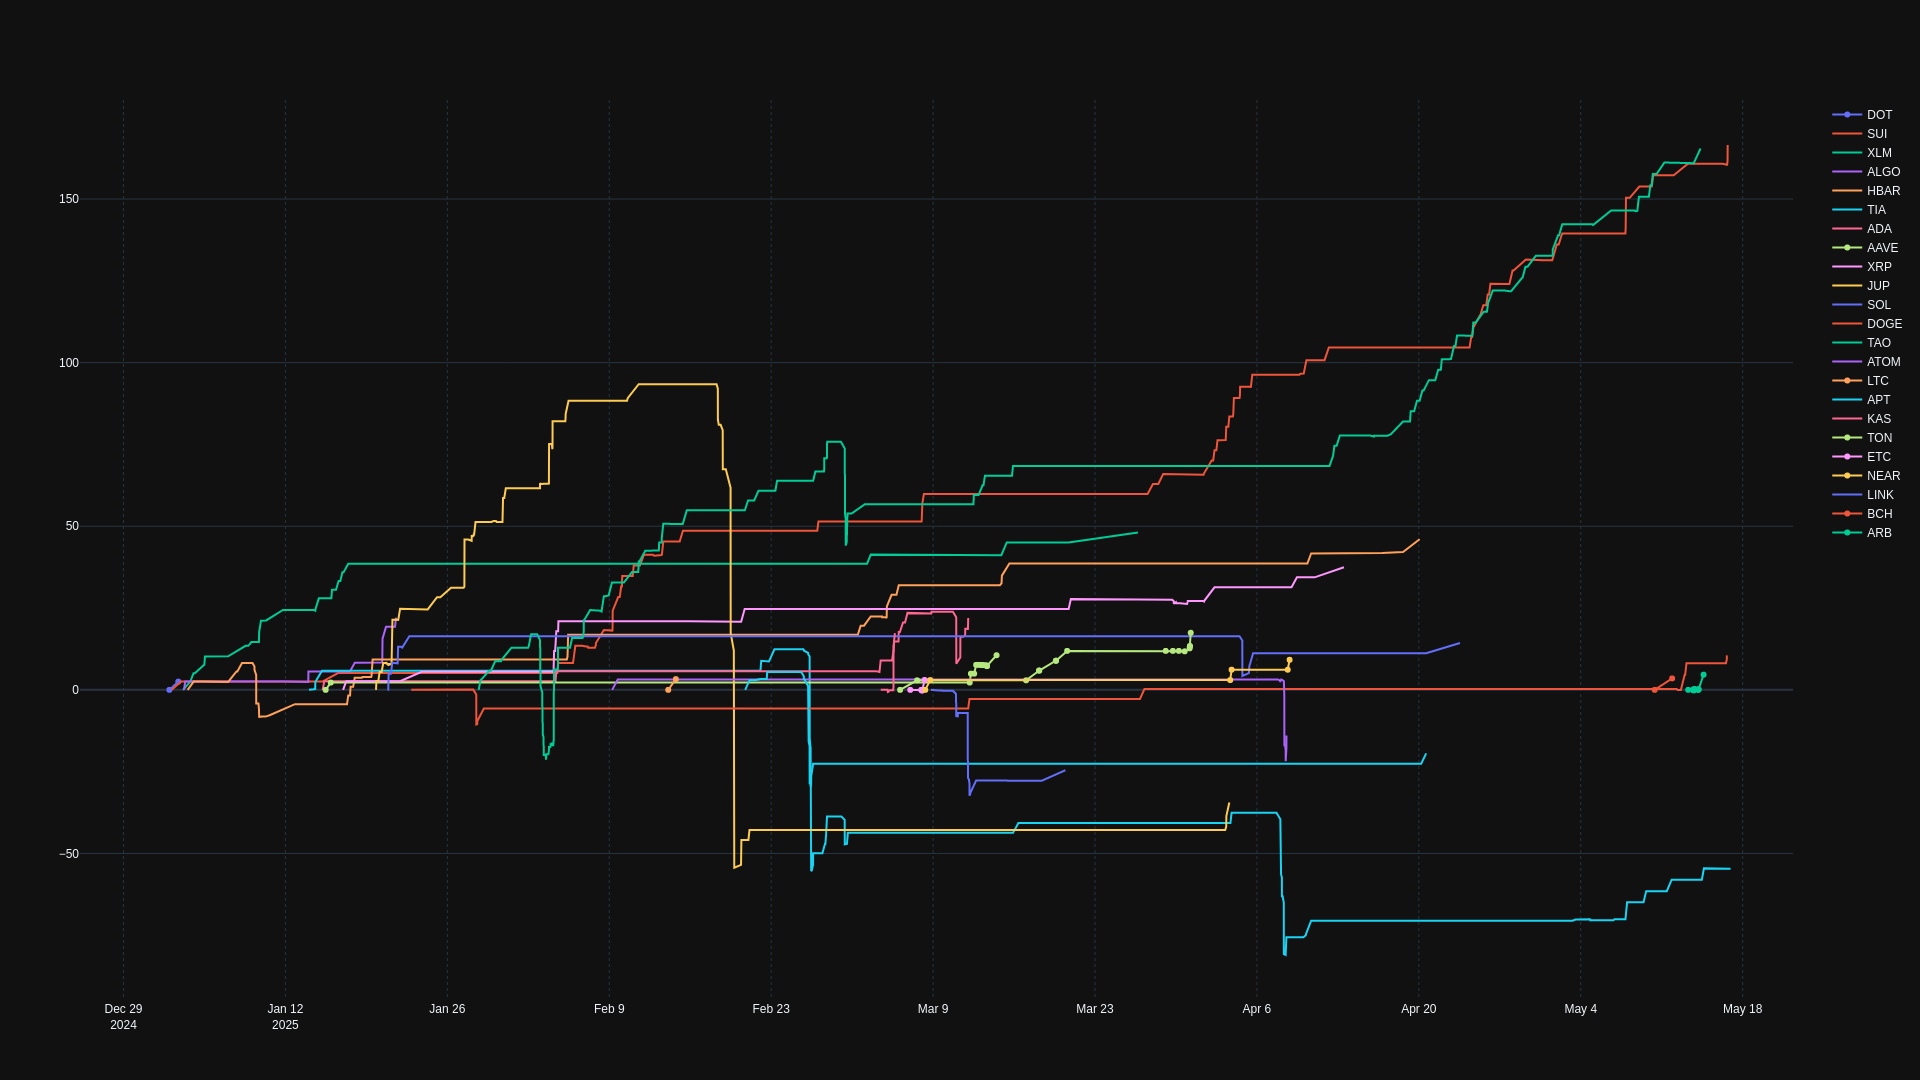 150
100
50
0
−50
Dec 29
2024
Jan 12
2025
Jan 26
Feb 9
Feb 23
Mar 9
Mar 23
Apr 6
Apr 20
May 4
May 18
DOT
SUI
XLM
ALGO
HBAR
TIA
ADA
AAVE
XRP
JUP
SOL
DOGE
TAO
ATOM
LTC
APT
KAS
TON
ETC
NEAR
LINK
BCH
ARB